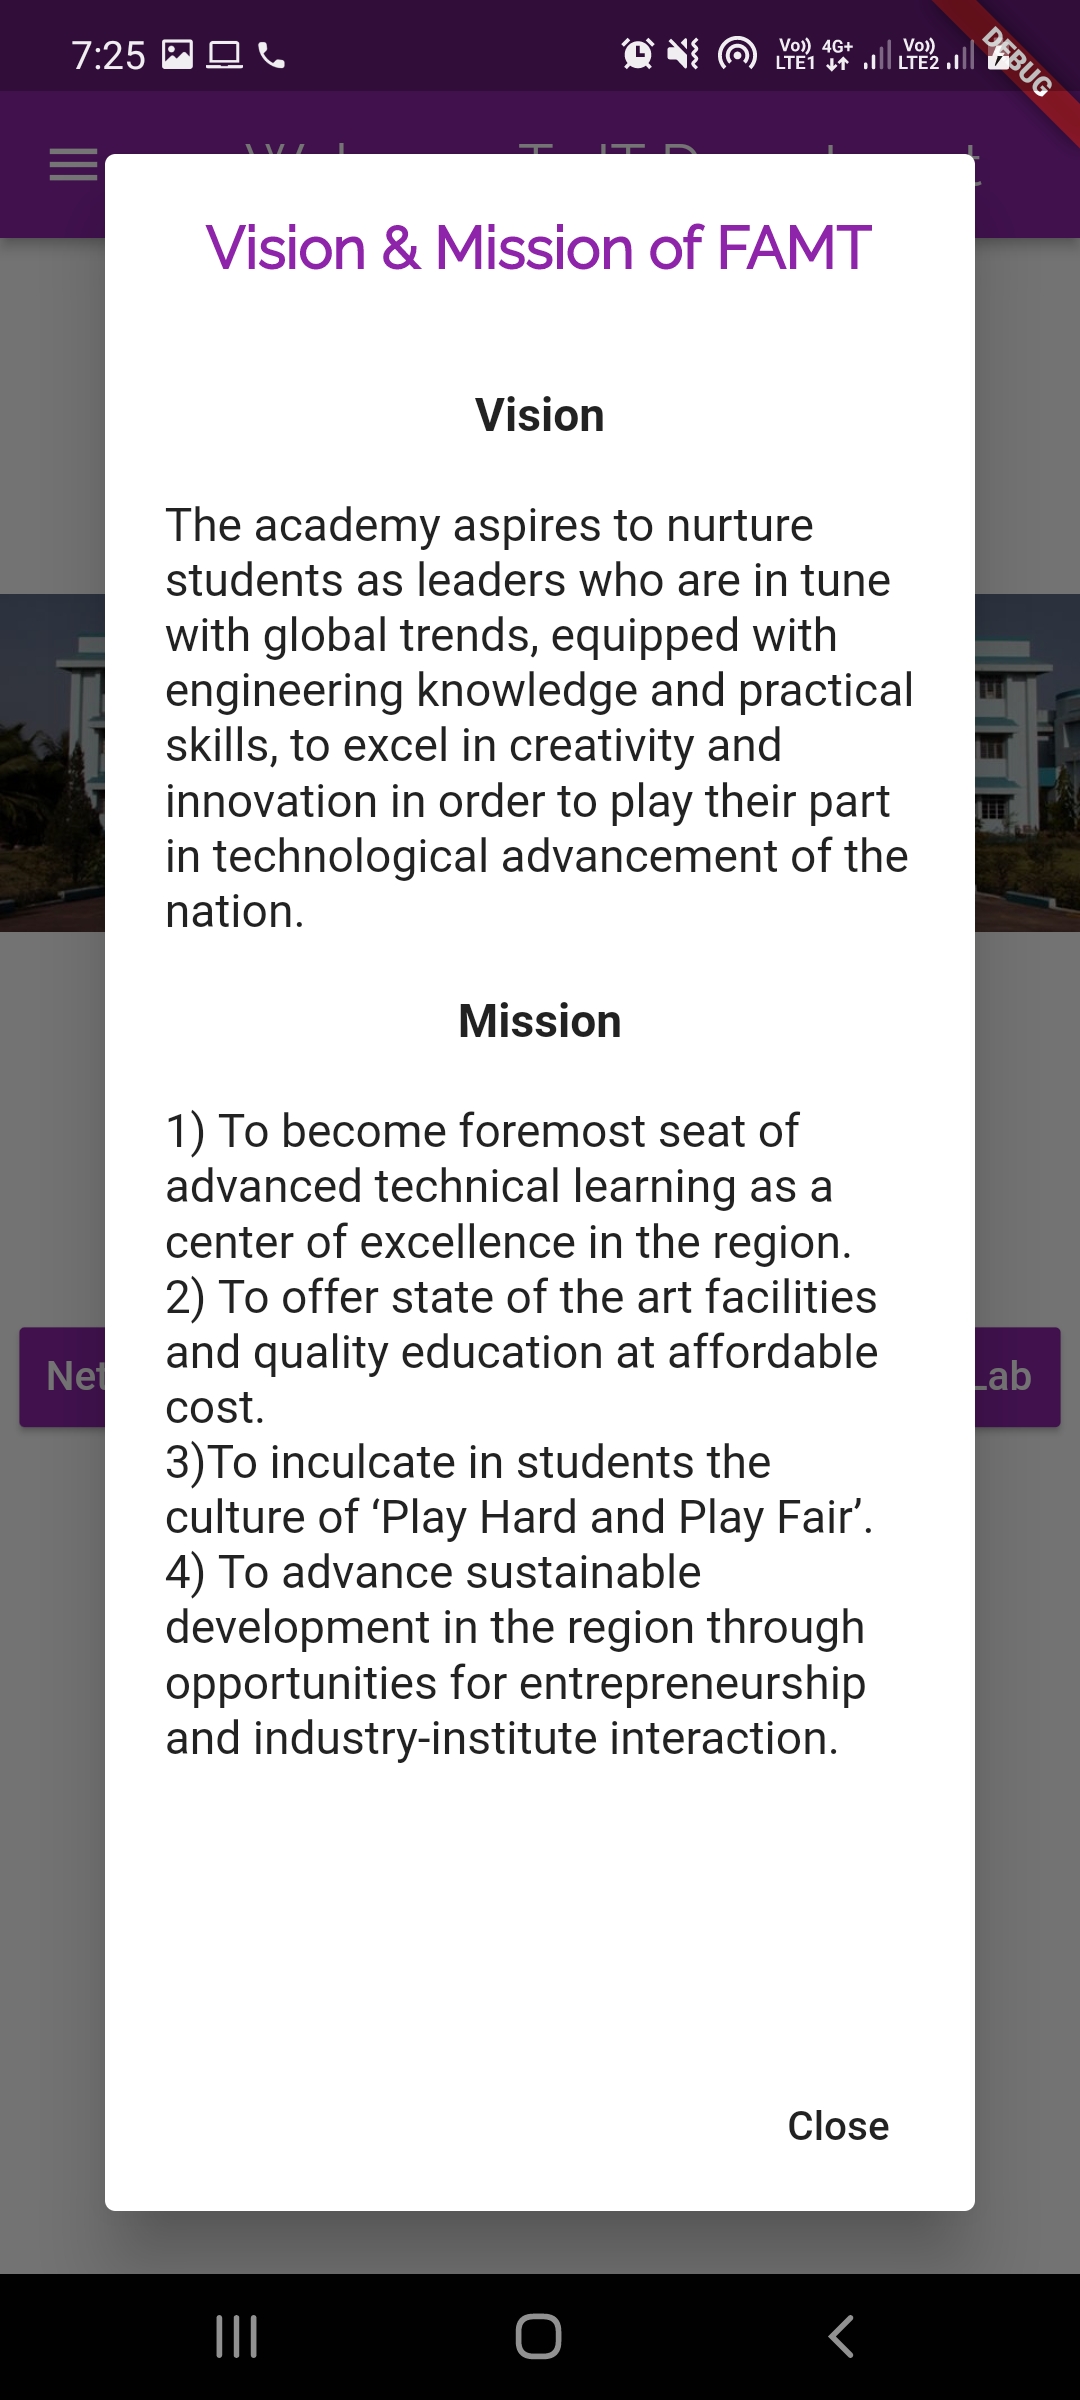 7:25
Vo)) LTE1 4G+ Vo)) LTE2
DEBUG
Vision & Mission of FAMT
Vision
The academy aspires to nurture
students as leaders who are in tune
with global trends, equipped with
engineering knowledge and practical
skills, to excel in creativity and
innovation in order to play their part
in technological advancement of the
nation.
Mission
1) To become foremost seat of
advanced technical learning as a
center of excellence in the region.
2) To offer state of the art facilities
and quality education at affordable
cost.
3)To inculcate in students the
culture of ‘Play Hard and Play Fair’.
4) To advance sustainable
development in the region through
opportunities for entrepreneurship
and industry-institute interaction.
Net
Lab
Close